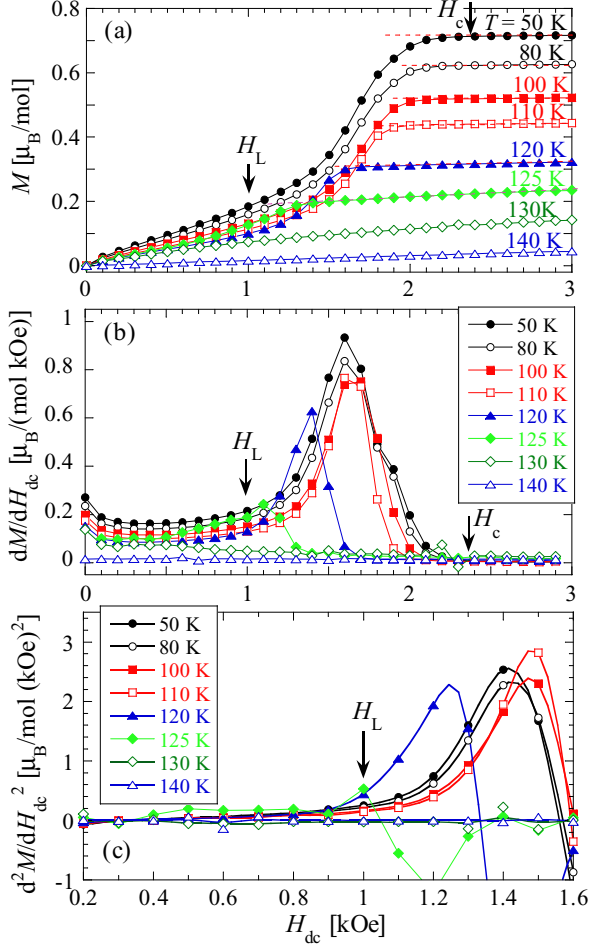 (a)
H_c
T = 50 K
80 K
100 K
110 K
120 K
125 K
130K
140 K
H_L
M [μ_B/mol]
0.8
0.6
0.4
0.2
0
0 1 2 3
(b)
50 K
80 K
100 K
110 K
120 K
125 K
130 K
140 K
H_L
H_c
dM/dH_dc [μ_B/(mol kOe)]
1
0.8
0.6
0.4
0.2
0
0 1 2 3
50 K
80 K
100 K
110 K
120 K
125 K
130 K
140 K
H_L
(c)
d²M/dH_dc² [μ_B/mol (kOe)²]
3
2
1
0
-1
0.2 0.4 0.6 0.8 1 1.2 1.4 1.6
H_dc [kOe]